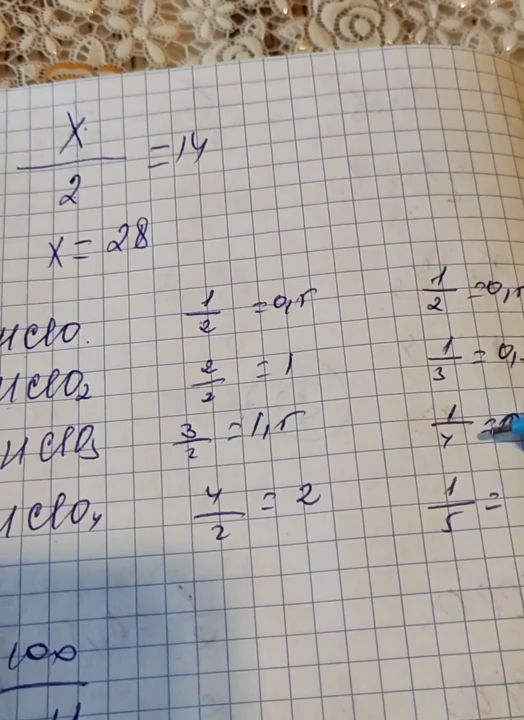 X/2 = 14
x = 28
HClO. 1/2 = 0,5 1/2 = 0,5
HClO2 2/2 = 1 1/3 = 0,
HClO3 3/2 = 1,5 1/4 =
HClO4 4/2 = 2 1/5 =
100